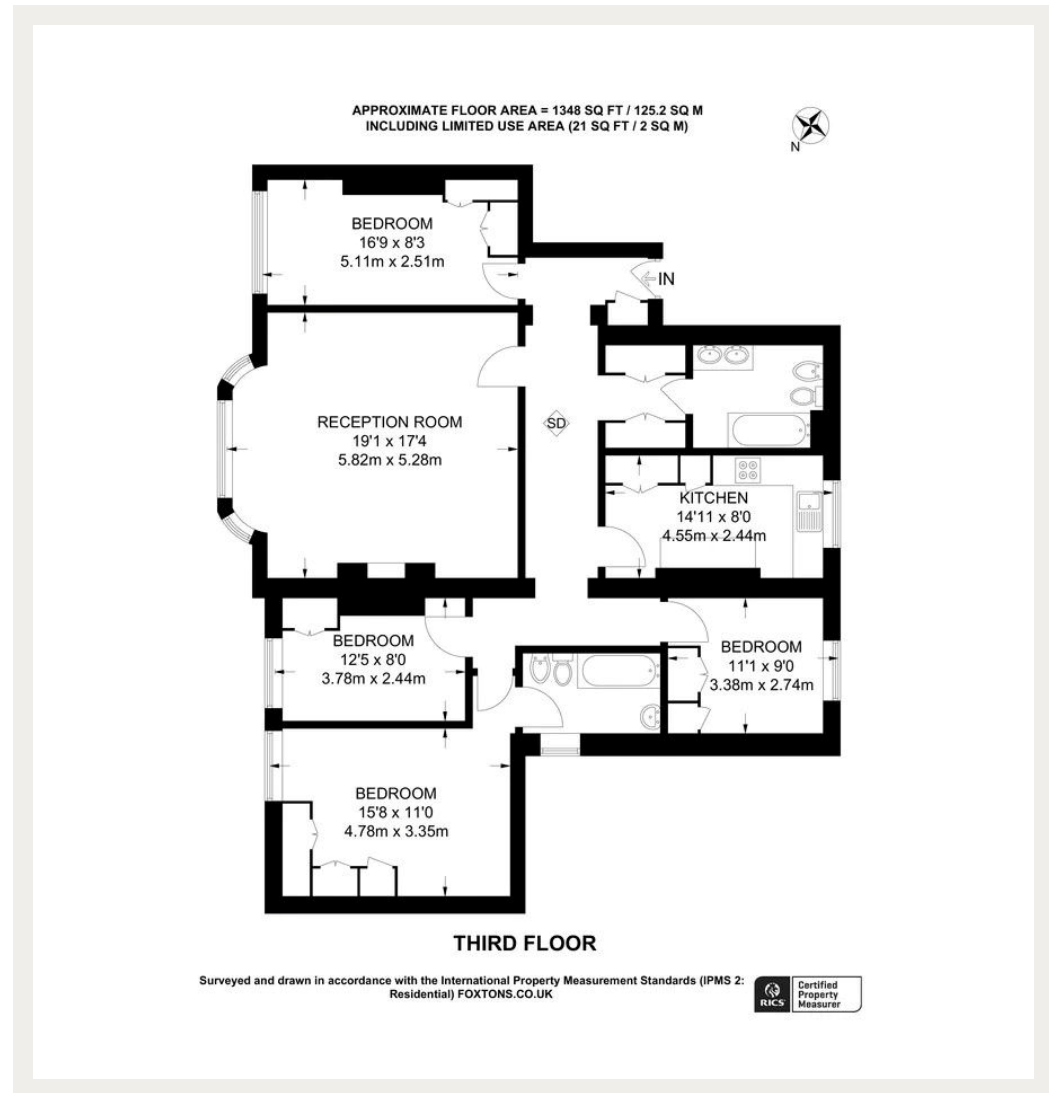 APPROXIMATE FLOOR AREA = 1348 SQ FT / 125.2 SQ M
INCLUDING LIMITED USE AREA (21 SQ FT / 2 SQ M)
N
BEDROOM
16'9 x 8'3
5.11m x 2.51m
IN
RECEPTION ROOM
19'1 x 17'4
5.82m x 5.28m
SD
KITCHEN
14'11 x 8'0
4.55m x 2.44m
BEDROOM
12'5 x 8'0
3.78m x 2.44m
BEDROOM
11'1 x 9'0
3.38m x 2.74m
BEDROOM
15'8 x 11'0
4.78m x 3.35m
THIRD FLOOR
Surveyed and drawn in accordance with the International Property Measurement Standards (IPMS 2:
Residential) FOXTONS.CO.UK
RICS
Certified
Property
Measurer